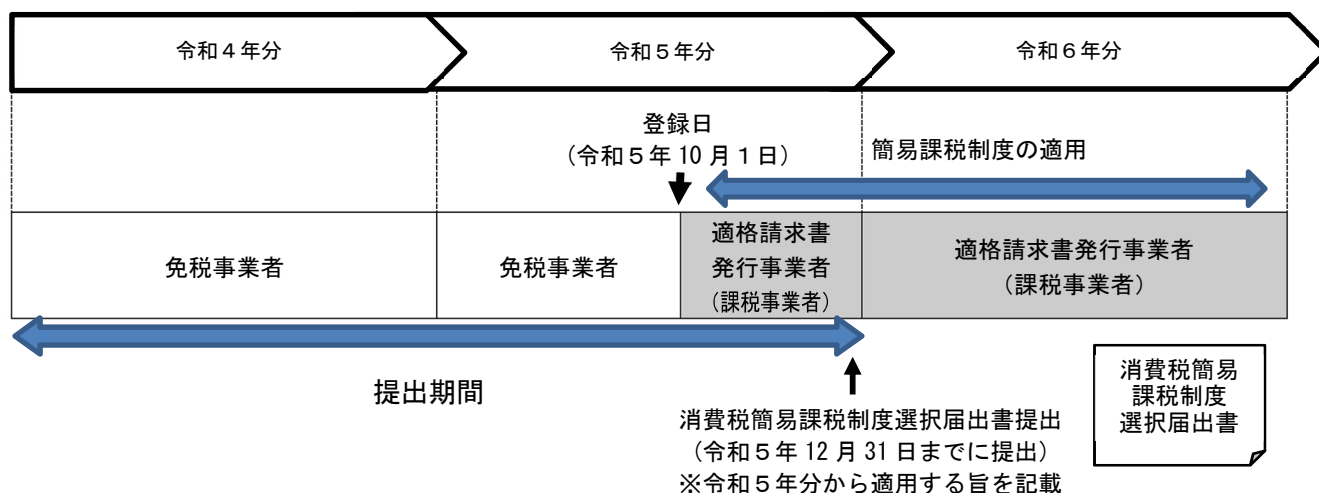 令和４年分
令和５年分
令和６年分
登録日
（令和５年 10 月１日）
簡易課税制度の適用
免税事業者
免税事業者
適格請求書
発行事業者
（課税事業者）
適格請求書発行事業者
（課税事業者）
提出期間
消費税簡易課税制度選択届出書提出
（令和５年 12 月 31 日までに提出）
※令和５年分から適用する旨を記載
消費税簡易
課税制度
選択届出書